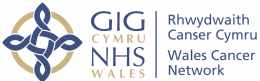 GIG
CYMRU
NHS
WALES
Rhwydwaith
Canser Cymru
Wales Cancer
Network